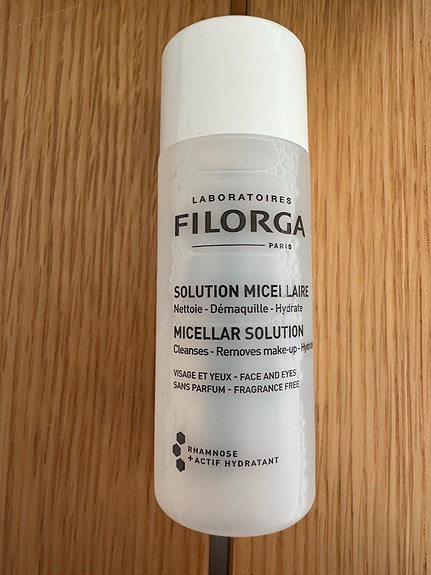 LABORATOIRES
FILORGA
PARIS
SOLUTION MICELLAIRE
Nettoie - Démaquille - Hydrate
MICELLAR SOLUTION
Cleanses - Removes make-up - Hydrates
VISAGE ET YEUX - FACE AND EYES
SANS PARFUM - FRAGRANCE FREE
RHAMNOSE
+ ACTIF HYDRATANT